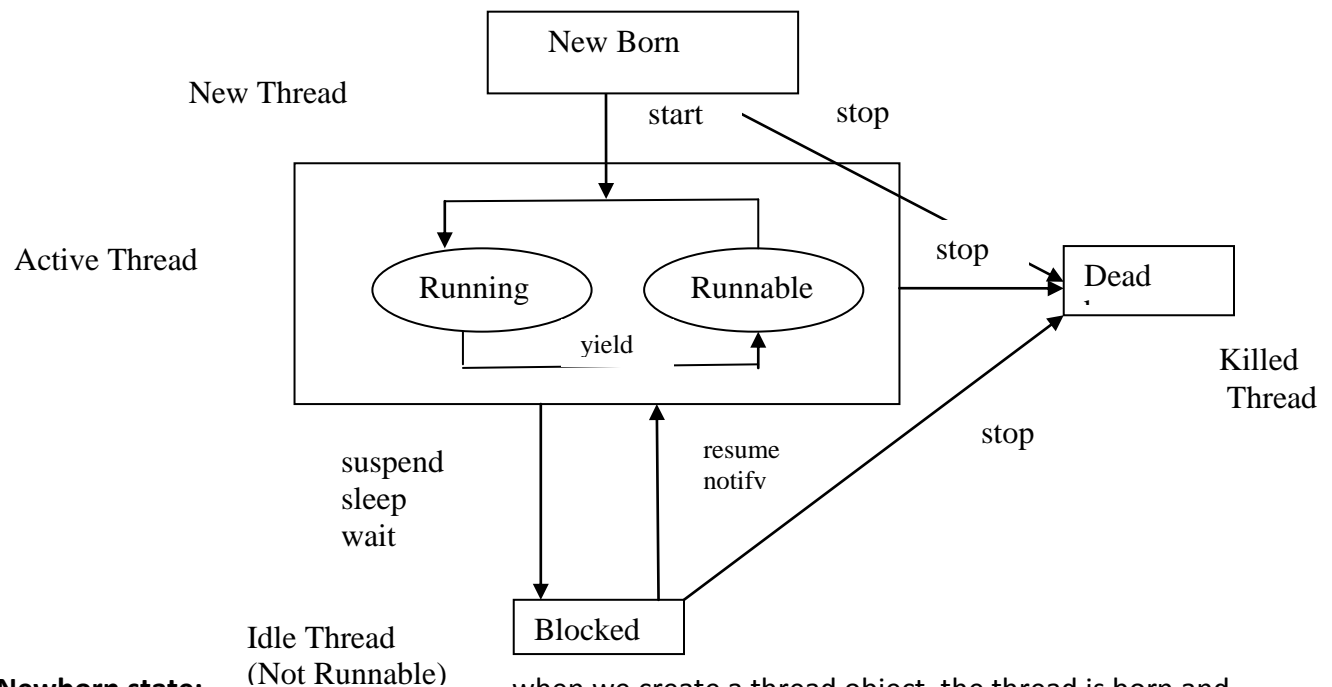 New Born
New Thread
start
stop
Active Thread
stop
Running
Runnable
Dead
yield
Killed
Thread
stop
suspend
sleep
wait
resume
notify
Blocked
Idle Thread
(Not Runnable)
Newborn state: when we create a thread object, the thread is born and